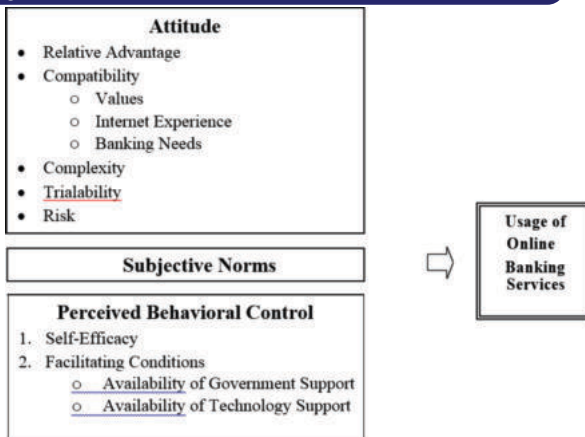 Attitude
• Relative Advantage
• Compatibility
○ Values
○ Internet Experience
○ Banking Needs
• Complexity
• Trialability
• Risk
Subjective Norms
Perceived Behavioral Control
1. Self-Efficacy
2. Facilitating Conditions
○ Availability of Government Support
○ Availability of Technology Support
Usage of
Online
Banking
Services